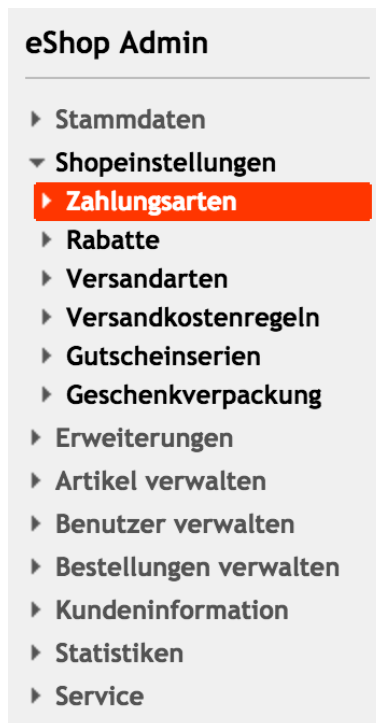 eShop Admin
Stammdaten
Shopeinstellungen
Zahlungsarten
Rabatte
Versandarten
Versandkostenregeln
Gutscheinserien
Geschenkverpackung
Erweiterungen
Artikel verwalten
Benutzer verwalten
Bestellungen verwalten
Kundeninformation
Statistiken
Service